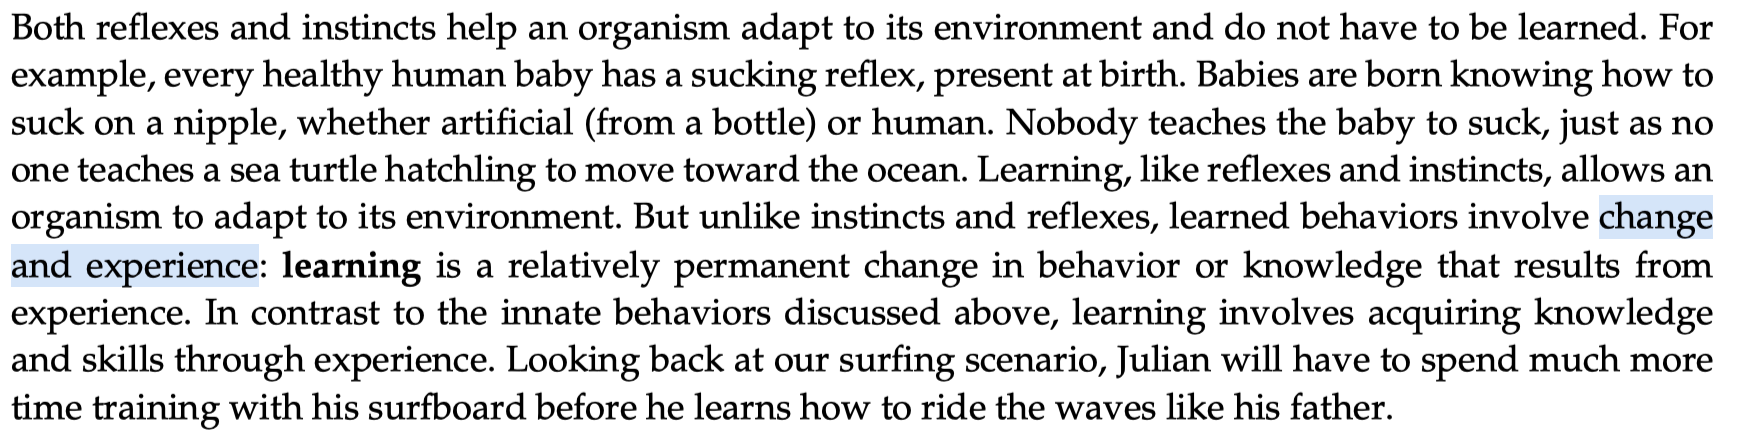 Both reflexes and instincts help an organism adapt to its environment and do not have to be learned. For
example, every healthy human baby has a sucking reflex, present at birth. Babies are born knowing how to
suck on a nipple, whether artificial (from a bottle) or human. Nobody teaches the baby to suck, just as no
one teaches a sea turtle hatchling to move toward the ocean. Learning, like reflexes and instincts, allows an
organism to adapt to its environment. But unlike instincts and reflexes, learned behaviors involve change
and experience: learning is a relatively permanent change in behavior or knowledge that results from
experience. In contrast to the innate behaviors discussed above, learning involves acquiring knowledge
and skills through experience. Looking back at our surfing scenario, Julian will have to spend much more
time training with his surfboard before he learns how to ride the waves like his father.